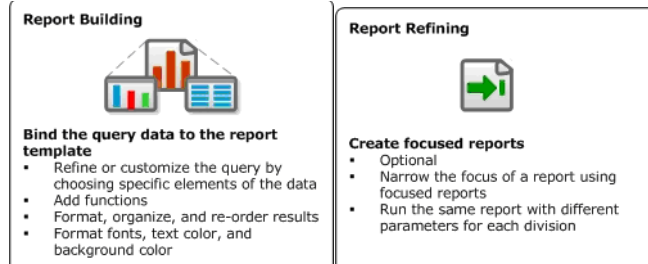 Report Building
Bind the query data to the report
template
▪ Refine or customize the query by
choosing specific elements of the data
▪ Add functions
▪ Format, organize, and re-order results
▪ Format fonts, text color, and
background color
Report Refining
Create focused reports
▪ Optional
▪ Narrow the focus of a report using
focused reports
▪ Run the same report with different
parameters for each division